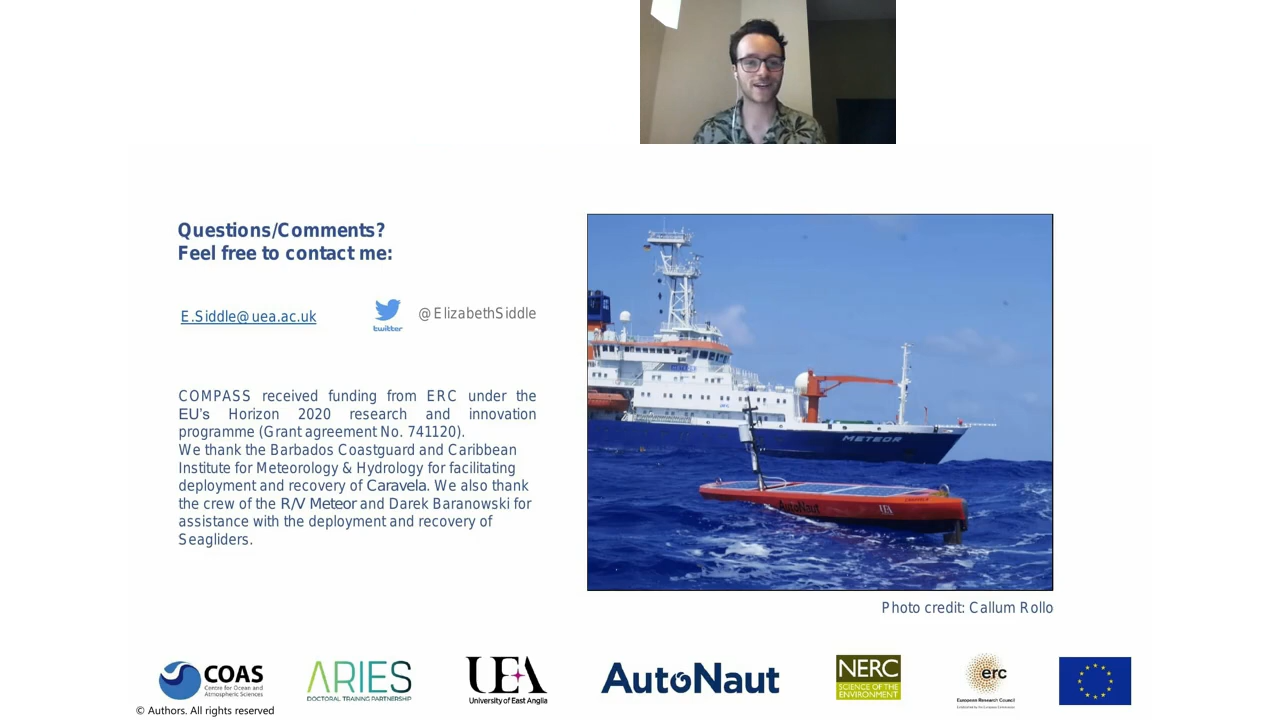 Questions/Comments?
Feel free to contact me:
E.Siddle@uea.ac.uk
twitter
@ElizabethSiddle
COMPASS received funding from ERC under the
EU's Horizon 2020 research and innovation
programme (Grant agreement No. 741120).
We thank the Barbados Coastguard and Caribbean
Institute for Meteorology & Hydrology for facilitating
deployment and recovery of Caravela. We also thank
the crew of the R/V Meteor and Darek Baranowski for
assistance with the deployment and recovery of
Seagliders.
METEOR
AutoNaut
UEA
Photo credit: Callum Rollo
COAS
Centre for Ocean and
Atmospheric Sciences
ARIES
DOCTORAL TRAINING PARTNERSHIP
UEA
University of East Anglia
AutoNaut
NERC
SCIENCE OF THE
ENVIRONMENT
erc
European Research Council
© Authors. All rights reserved